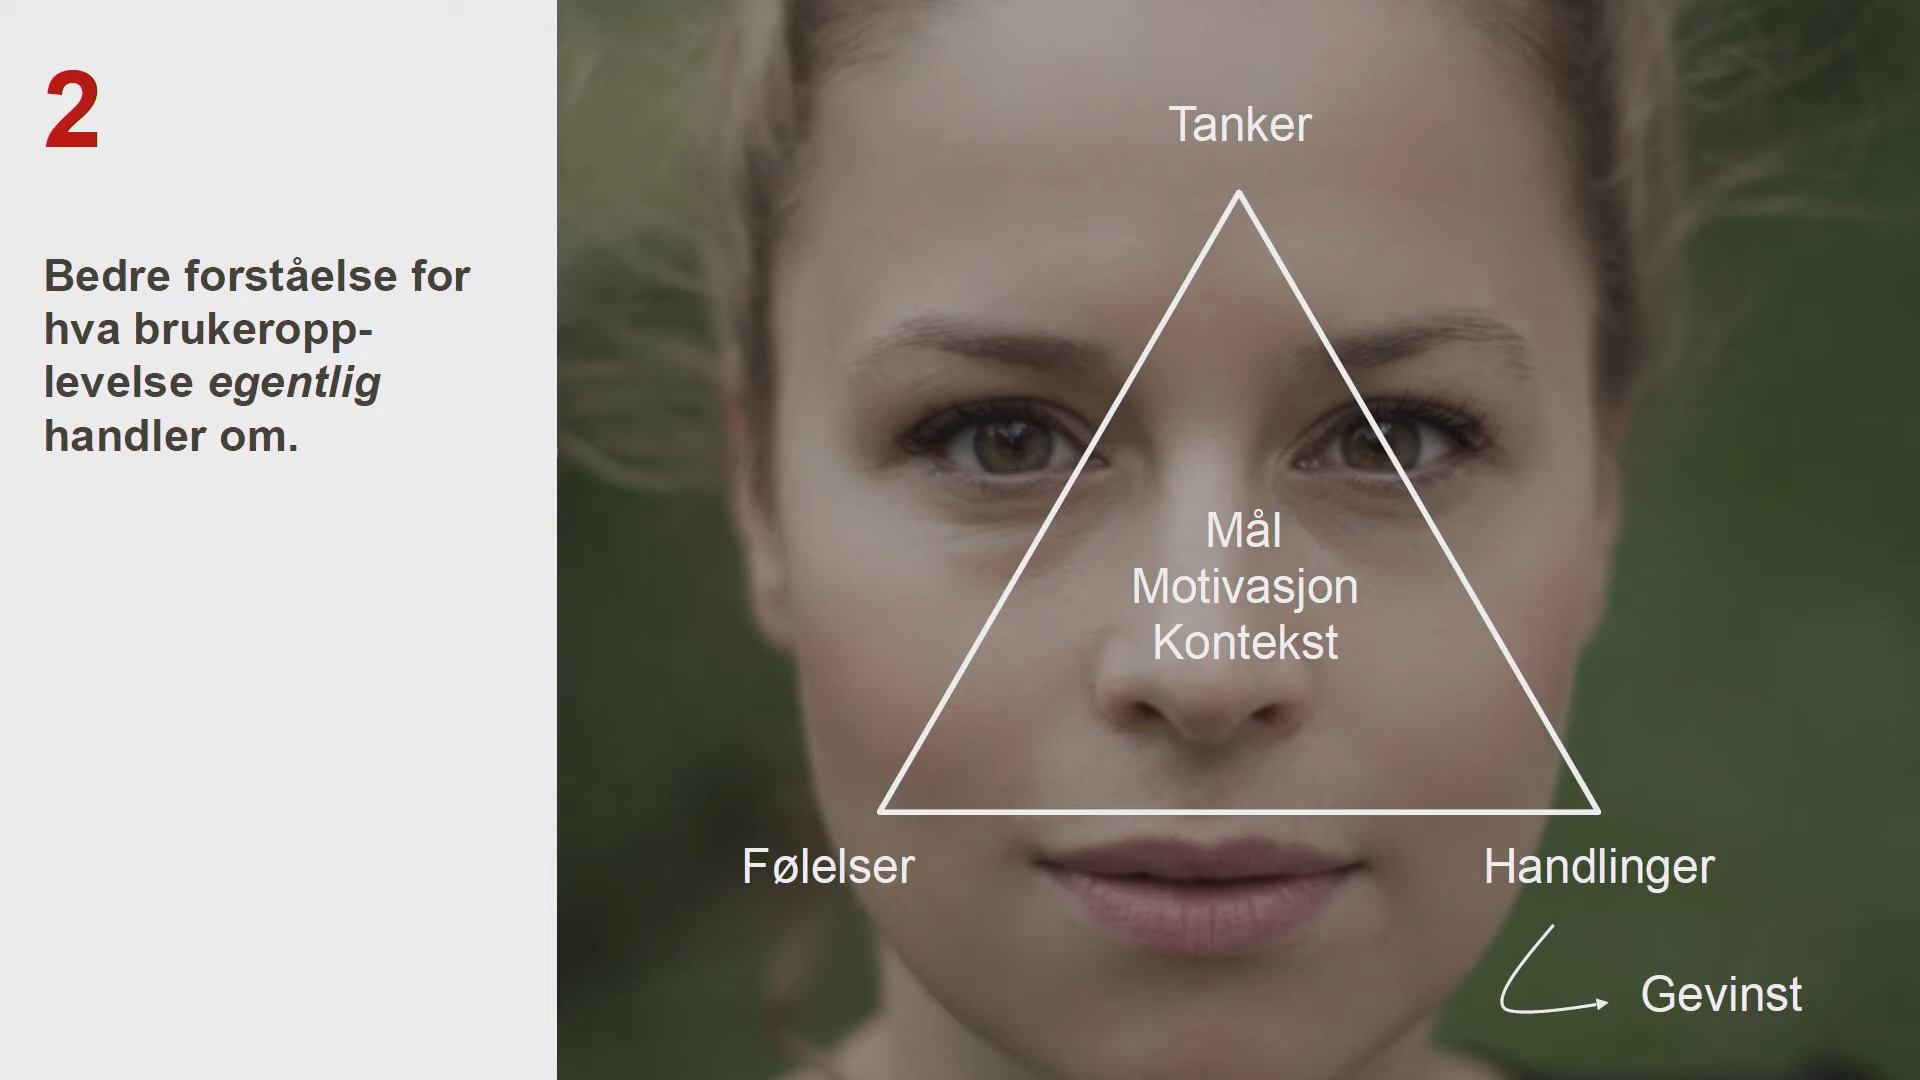 2
Bedre forståelse for
hva brukeropp-
levelse egentlig
handler om.
Tanker
Mål
Motivasjon
Kontekst
Følelser
Handlinger
Gevinst